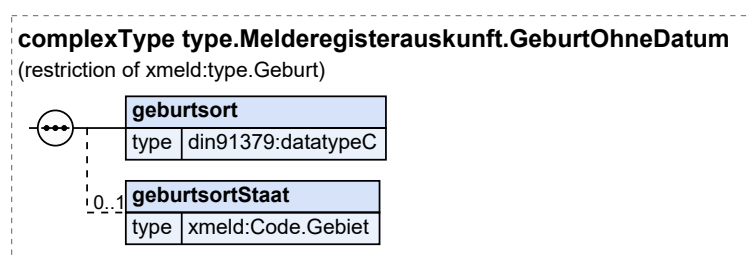 complexType type.Melderegisterauskunft.GeburtOhneDatum
(restriction of xmeld:type.Geburt)
geburtsort
type din91379:datatypeC
0..1
geburtsortStaat
type xmeld:Code.Gebiet